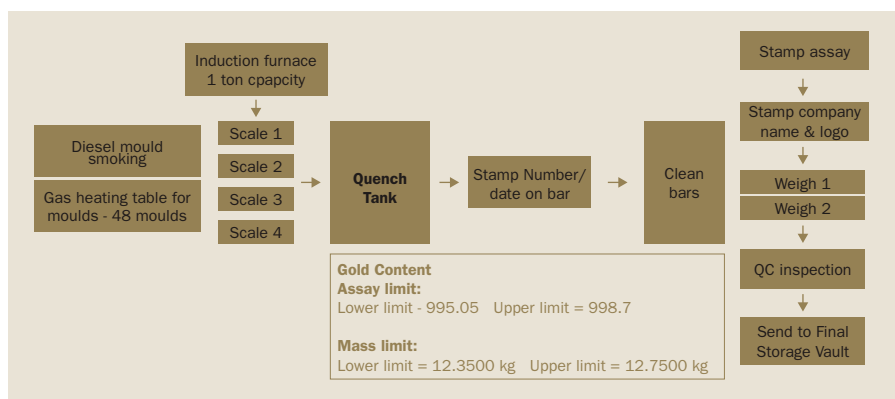 Induction furnace
1 ton cpapcity
Diesel mould
smoking
Gas heating table for
moulds - 48 moulds
Scale 1
Scale 2
Scale 3
Scale 4
Quench
Tank
Stamp Number/
date on bar
Clean
bars
Stamp assay
Stamp company
name & logo
Weigh 1
Weigh 2
QC inspection
Send to Final
Storage Vault
Gold Content
Assay limit:
Lower limit - 995.05 Upper limit = 998.7
Mass limit:
Lower limit = 12.3500 kg Upper limit = 12.7500 kg